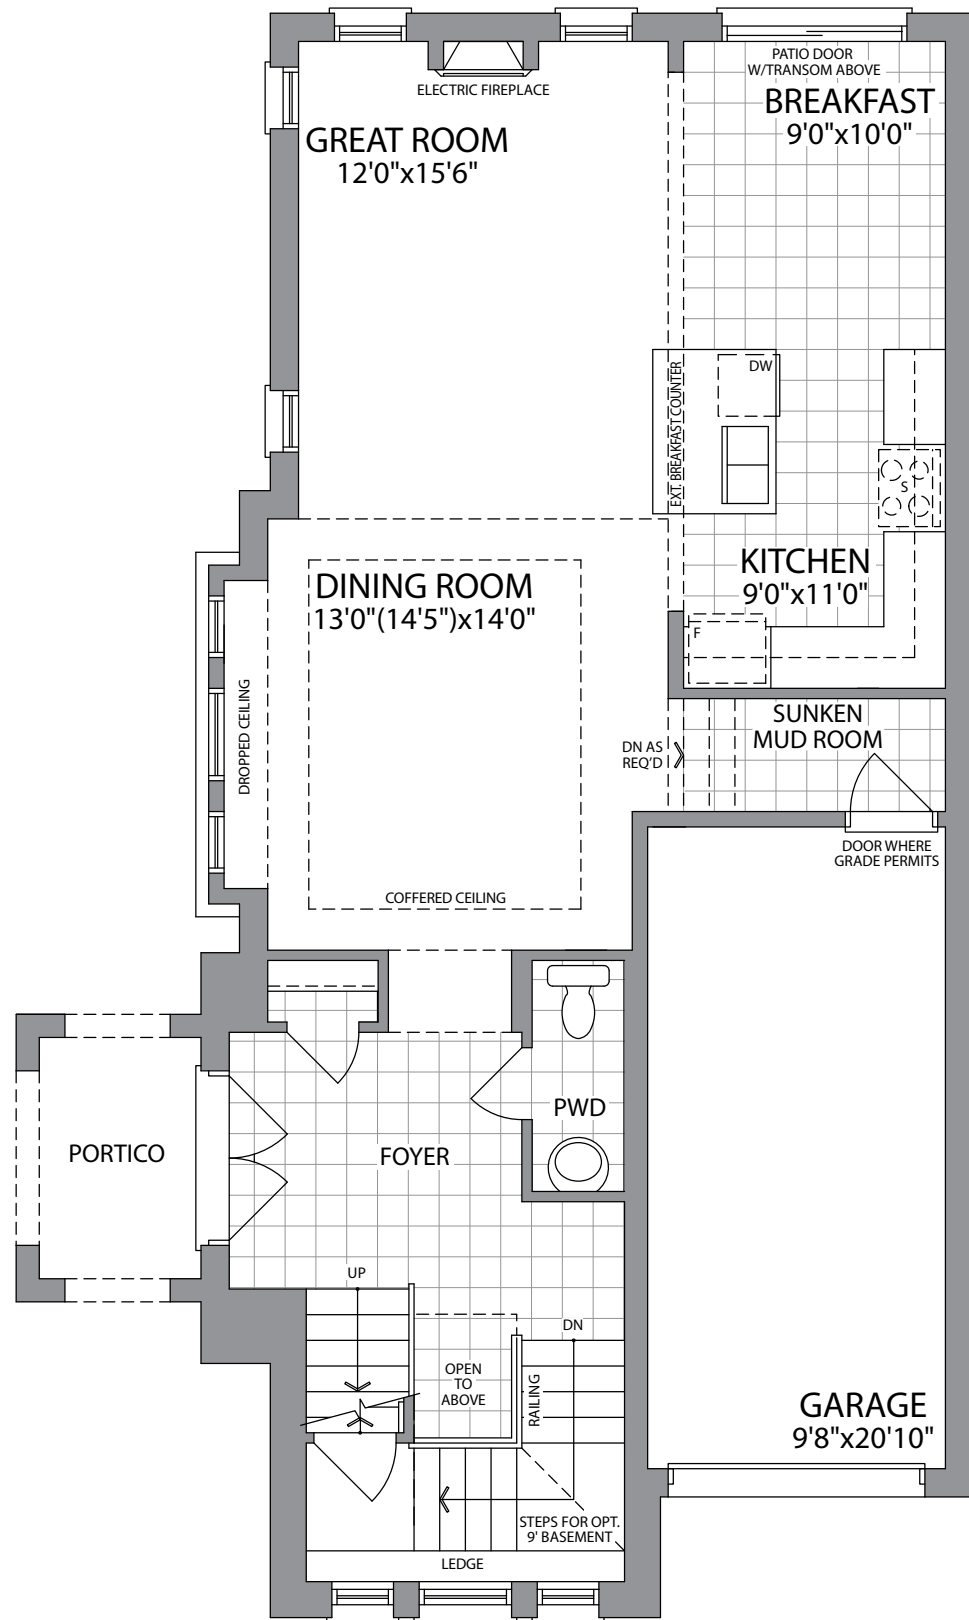 PATIO DOOR
W/TRANSOM ABOVE
BREAKFAST
9'0"x10'0"
ELECTRIC FIREPLACE
GREAT ROOM
12'0"x15'6"
DW
EXT. BREAKFAST COUNTER
S
KITCHEN
9'0"x11'0"
F
DINING ROOM
13'0"(14'5")x14'0"
DROPPED CEILING
COFFERED CEILING
DN AS
REQ'D
SUNKEN
MUD ROOM
DOOR WHERE
GRADE PERMITS
PWD
PORTICO
FOYER
UP
DN
OPEN
TO
ABOVE
RAILING
GARAGE
9'8"x20'10"
STEPS FOR OPT.
9' BASEMENT
LEDGE